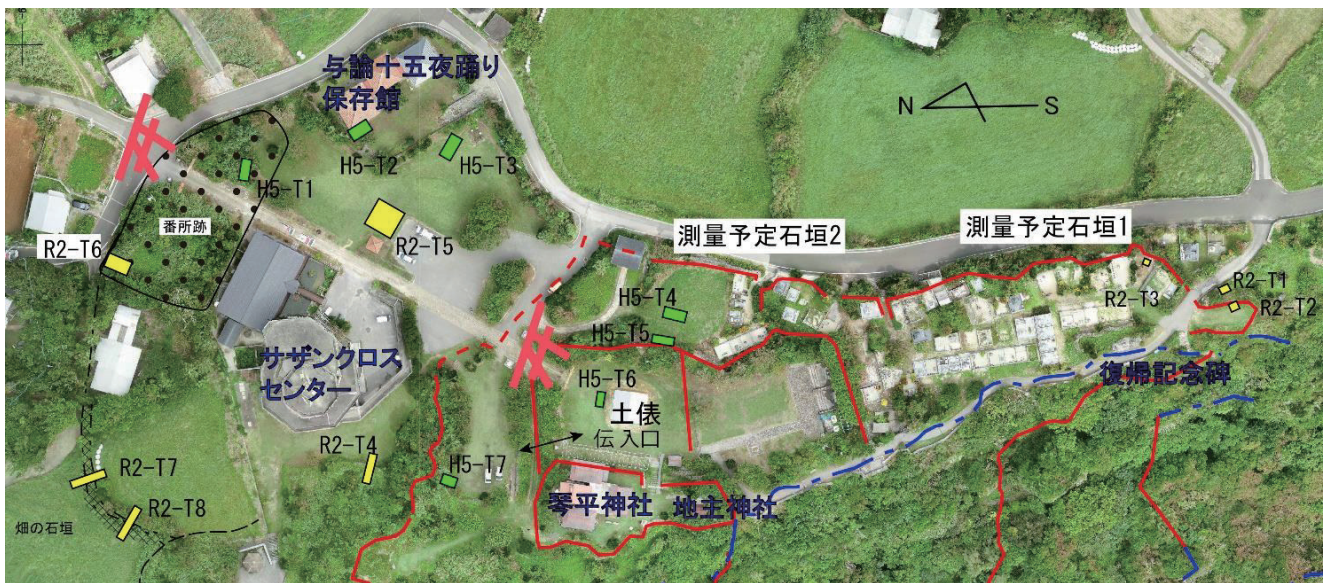 与論十五夜踊り
保存館
N
S
H5-T2
H5-T3
H5-T1
番所跡
R2-T6
R2-T5
測量予定石垣2
測量予定石垣1
H5-T4
H5-T5
R2-T3
R2-T1
R2-T2
サザンクロス
センター
復帰記念碑
H5-T6
土俵
伝入口
R2-T4
H5-T7
R2-T7
R2-T8
琴平神社
地主神社
畑の石垣